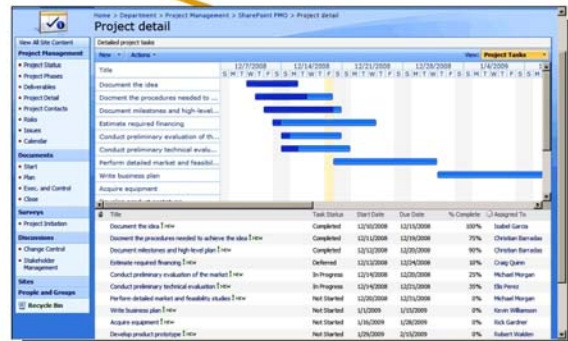 Home > Department > Project Management > SharePoint PMO > Project detail
Project detail
View All Site Content
Project Management
• Project Status
• Project Phases
• Deliverables
• Project Detail
• Project Contacts
• Risks
• Issues
• Calendar
Documents
• Start
• Plan
• Exec. and Control
• Close
Surveys
• Project Initiation
Discussions
• Change Control
• Stakeholder
Management
Sites
People and Groups
Recycle Bin
Detailed project tasks
New Actions View: Project Tasks
Title 12/7/2008 12/14/2008 12/21/2008 12/28/2008 1/4/2009
S M T W T F S S M T W T F S S M T W T F S S M T W T F S S M T W T F S
Document the idea
Docment the procedures needed to ...
Document milestones and high-level...
Estimate required financing
Conduct preliminary evaluation of th...
Conduct preliminary technical evalu...
Perform detailed market and feasibil...
Write business plan
Acquire equipment
Title Task Status Start Date Due Date % Complete Assigned To
Document the idea ! NEW Completed 12/10/2008 12/15/2008 100% Isabel Garcia
Docment the procedures needed to achieve the idea ! NEW Completed 12/11/2008 12/19/2008 75% Christian Barradas
Document milestones and high-level plan ! NEW Completed 12/12/2008 12/20/2008 90% Christian Barradas
Estimate required financing ! NEW Deferred 12/13/2008 12/24/2008 10% Craig Quinn
Conduct preliminary evaluation of the market ! NEW In Progress 12/14/2008 12/20/2008 25% Michael Morgan
Conduct preliminary technical evaluation ! NEW In Progress 12/14/2008 12/21/2008 35% Elio Perez
Perform detailed market and feasibility studies ! NEW Not Started 12/20/2008 12/31/2008 0% Michael Morgan
Write business plan ! NEW Not Started 1/1/2009 1/15/2009 0% Kevin Williamson
Acquire equipment ! NEW Not Started 1/16/2009 1/28/2009 0% Rick Gardner
Develop product prototype ! NEW Not Started 1/29/2009 2/15/2009 0% Robert Walden